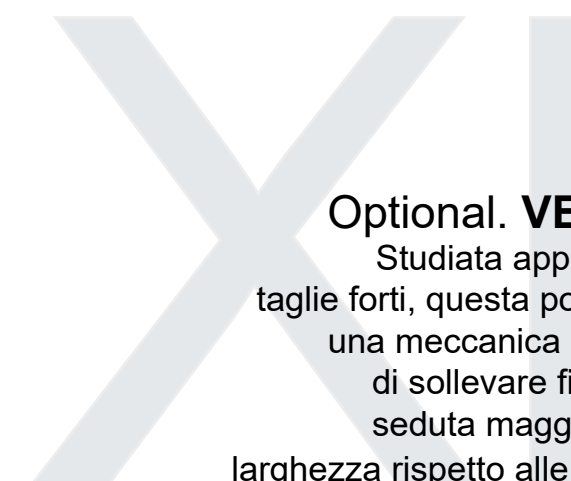 X
Optional. VE
Studiata app
taglie forti, questa po
una meccanica
di sollevare fi
seduta magg
larghezza rispetto alle